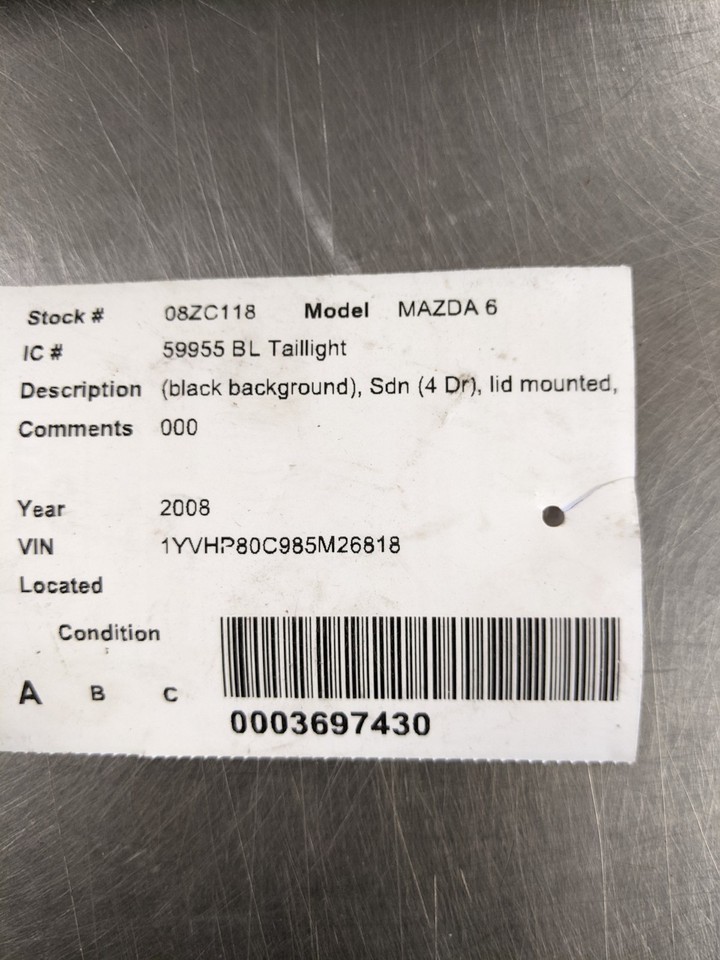 Stock # 08ZC118 Model MAZDA 6
IC # 59955 BL Taillight
Description (black background), Sdn (4 Dr), lid mounted,
Comments 000
Year 2008
VIN 1YVHP80C985M26818
Located
Condition
A B C
0003697430